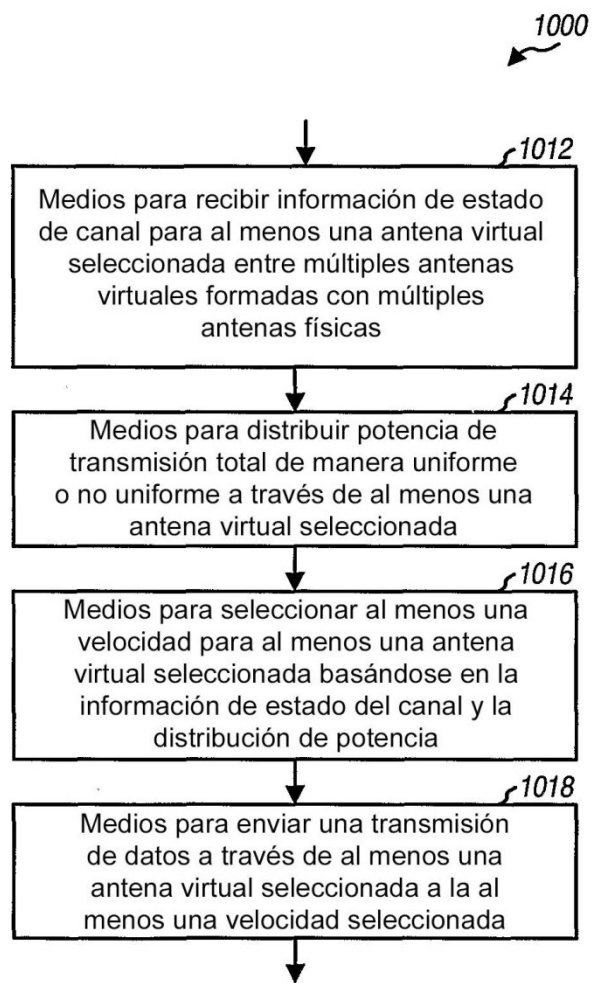 1000
1012
Medios para recibir información de estado
de canal para al menos una antena virtual
seleccionada entre múltiples antenas
virtuales formadas con múltiples
antenas físicas
1014
Medios para distribuir potencia de
transmisión total de manera uniforme
o no uniforme a través de al menos una
antena virtual seleccionada
1016
Medios para seleccionar al menos una
velocidad para al menos una antena
virtual seleccionada basándose en la
información de estado del canal y la
distribución de potencia
1018
Medios para enviar una transmisión
de datos a través de al menos una
antena virtual seleccionada a la al
menos una velocidad seleccionada